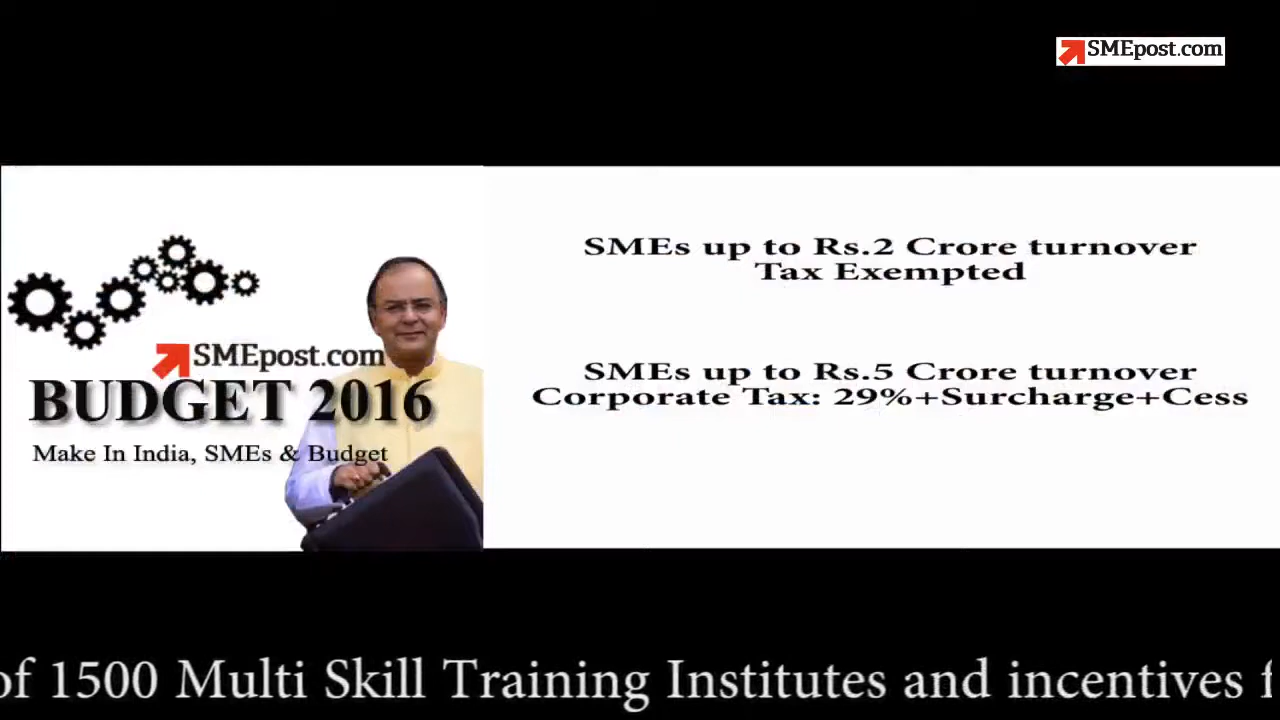 SMEpost.com
SMEs up to Rs.2 Crore turnover
Tax Exempted
SMEpost.com
BUDGET 2016
Make In India, SMEs & Budget
SMEs up to Rs.5 Crore turnover
Corporate Tax: 29%+Surcharge+Cess
of 1500 Multi Skill Training Institutes and incentives f